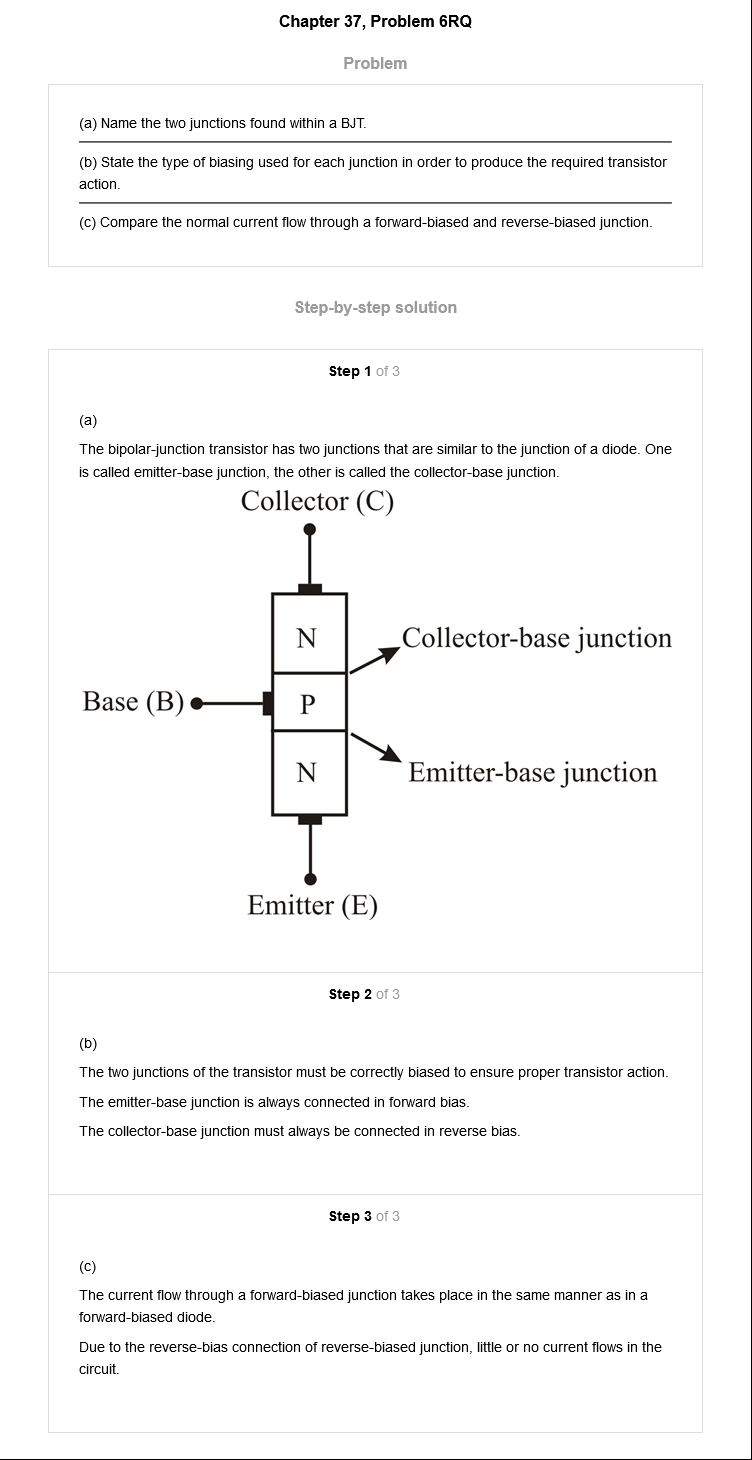 Chapter 37, Problem 6RQ
Problem
(a) Name the two junctions found within a BJT.
(b) State the type of biasing used for each junction in order to produce the required transistor
action.
(c) Compare the normal current flow through a forward-biased and reverse-biased junction.
Step-by-step solution
Step 1 of 3
(a)
The bipolar-junction transistor has two junctions that are similar to the junction of a diode. One
is called emitter-base junction, the other is called the collector-base junction.
Collector (C)
N
Collector-base junction
Base (B)
P
N
Emitter-base junction
Emitter (E)
Step 2 of 3
(b)
The two junctions of the transistor must be correctly biased to ensure proper transistor action.
The emitter-base junction is always connected in forward bias.
The collector-base junction must always be connected in reverse bias.
Step 3 of 3
(c)
The current flow through a forward-biased junction takes place in the same manner as in a
forward-biased diode.
Due to the reverse-bias connection of reverse-biased junction, little or no current flows in the
circuit.